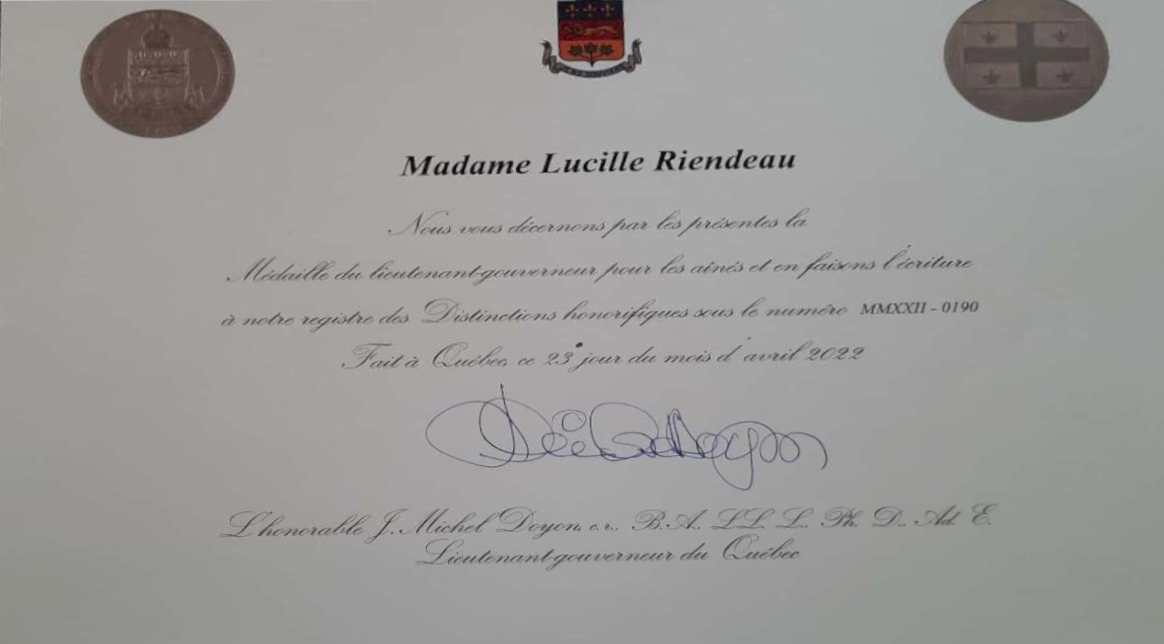 Madame Lucille Riendeau
Nous vous décernons par les présentes la
Médaille du lieutenant-gouverneur pour les aînés et en faisons l'écriture
à notre registre des Distinctions honorifiques sous le numéro MMXXII - 0190
Fait à Québec, ce 23e jour du mois d'avril 2022
L'honorable J. Michel Doyon, c.r., B.A., LL. L., Ph. D., Ad. E.
Lieutenant-gouverneur du Québec